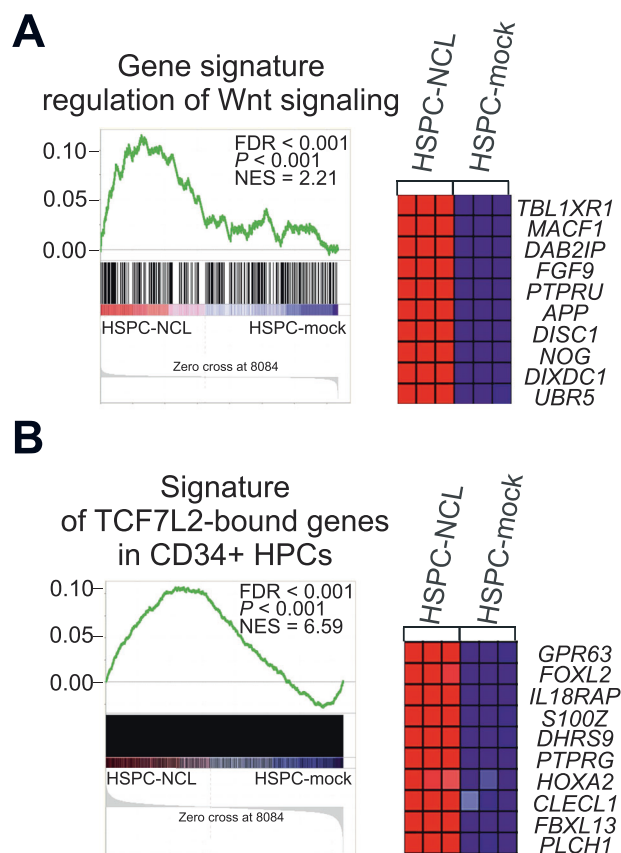 A
Gene signature
regulation of Wnt signaling
FDR < 0.001
P < 0.001
NES = 2.21
0.10
0.05
0.00
HSPC-NCL
HSPC-mock
Zero cross at 8084
HSPC-NCL
HSPC-mock
TBL1XR1
MACF1
DAB2IP
FGF9
PTPRU
APP
DISC1
NOG
DIXDC1
UBR5
B
Signature
of TCF7L2-bound genes
in CD34+ HPCs
FDR < 0.001
P < 0.001
NES = 6.59
0.10
0.05
0.00
HSPC-NCL
HSPC-mock
Zero cross at 8084
HSPC-NCL
HSPC-mock
GPR63
FOXL2
IL18RAP
S100Z
DHRS9
PTPRG
HOXA2
CLECL1
FBXL13
PLCH1